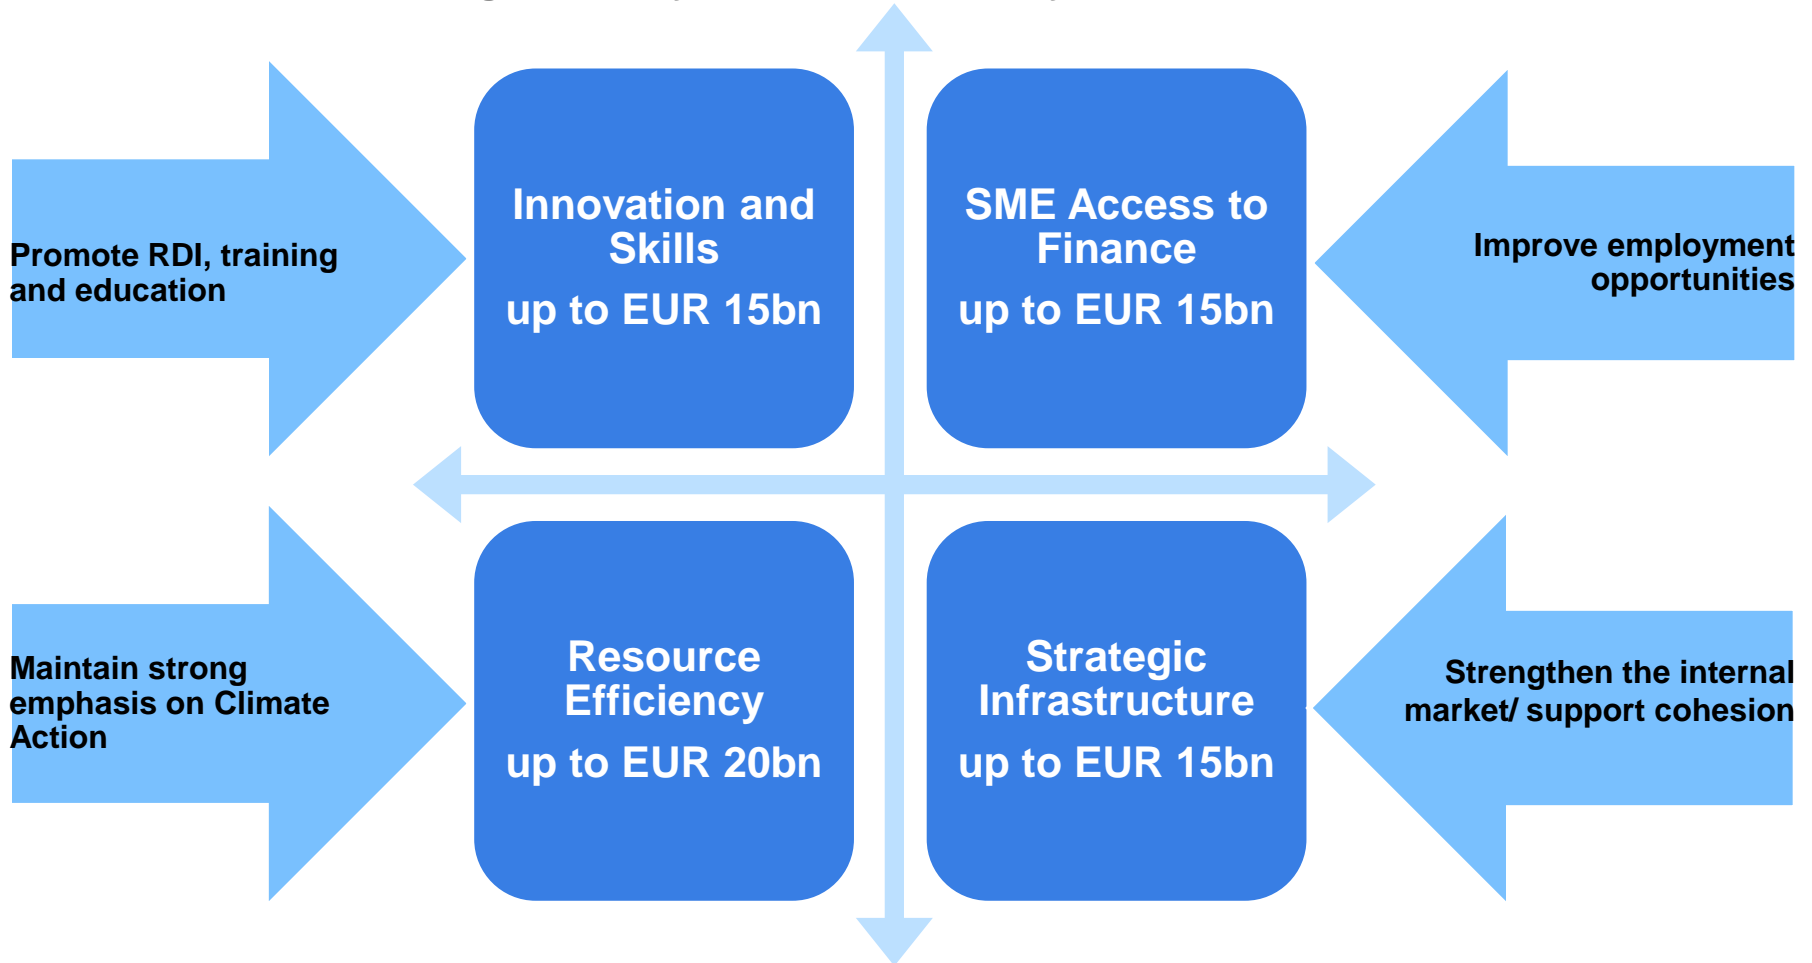 Promote RDI, training
and education
Innovation and
Skills
up to EUR 15bn
SME Access to
Finance
up to EUR 15bn
Improve employment
opportunities
Maintain strong
emphasis on Climate
Action
Resource
Efficiency
up to EUR 20bn
Strategic
Infrastructure
up to EUR 15bn
Strengthen the internal
market/ support cohesion